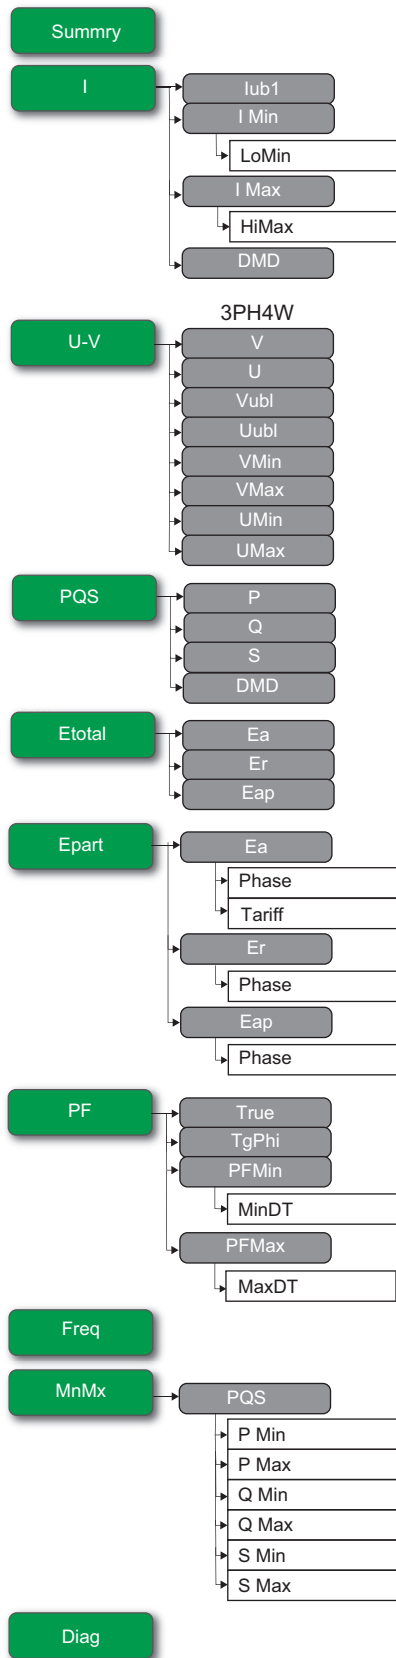 Summry
I
Iub1
I Min
LoMin
I Max
HiMax
DMD
3PH4W
U-V
V
U
Vubl
Uubl
VMin
VMax
UMin
UMax
PQS
P
Q
S
DMD
Etotal
Ea
Er
Eap
Epart
Ea
Phase
Tariff
Er
Phase
Eap
Phase
PF
True
TgPhi
PFMin
MinDT
PFMax
MaxDT
Freq
MnMx
PQS
P Min
P Max
Q Min
Q Max
S Min
S Max
Diag